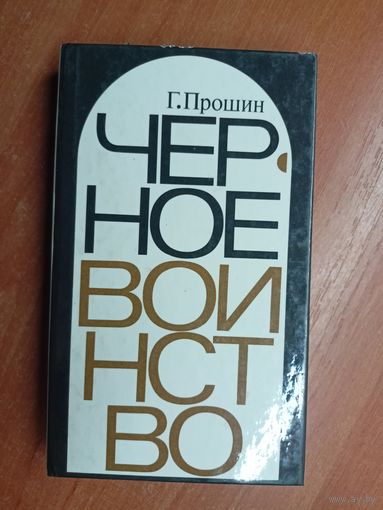 Г.Прошин
ЧЕР-
НОЕ
ВОИ
НСТ
ВО